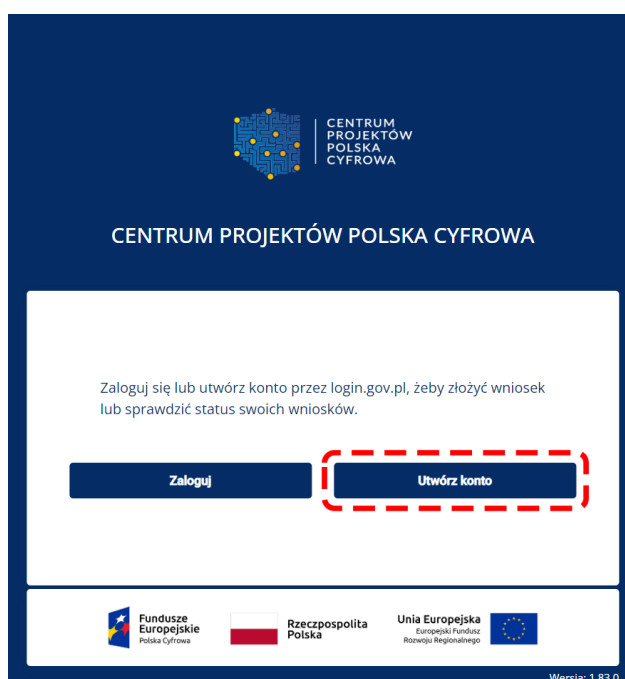 CENTRUM
PROJEKTÓW
POLSKA
CYFROWA
CENTRUM PROJEKTÓW POLSKA CYFROWA
Zaloguj się lub utwórz konto przez login.gov.pl, żeby złożyć wniosek
lub sprawdzić status swoich wniosków.
Zaloguj
Utwórz konto
Fundusze
Europejskie
Polska Cyfrowa
Rzeczpospolita
Polska
Unia Europejska
Europejski Fundusz
Rozwoju Regionalnego
Wersja: 1.83.0